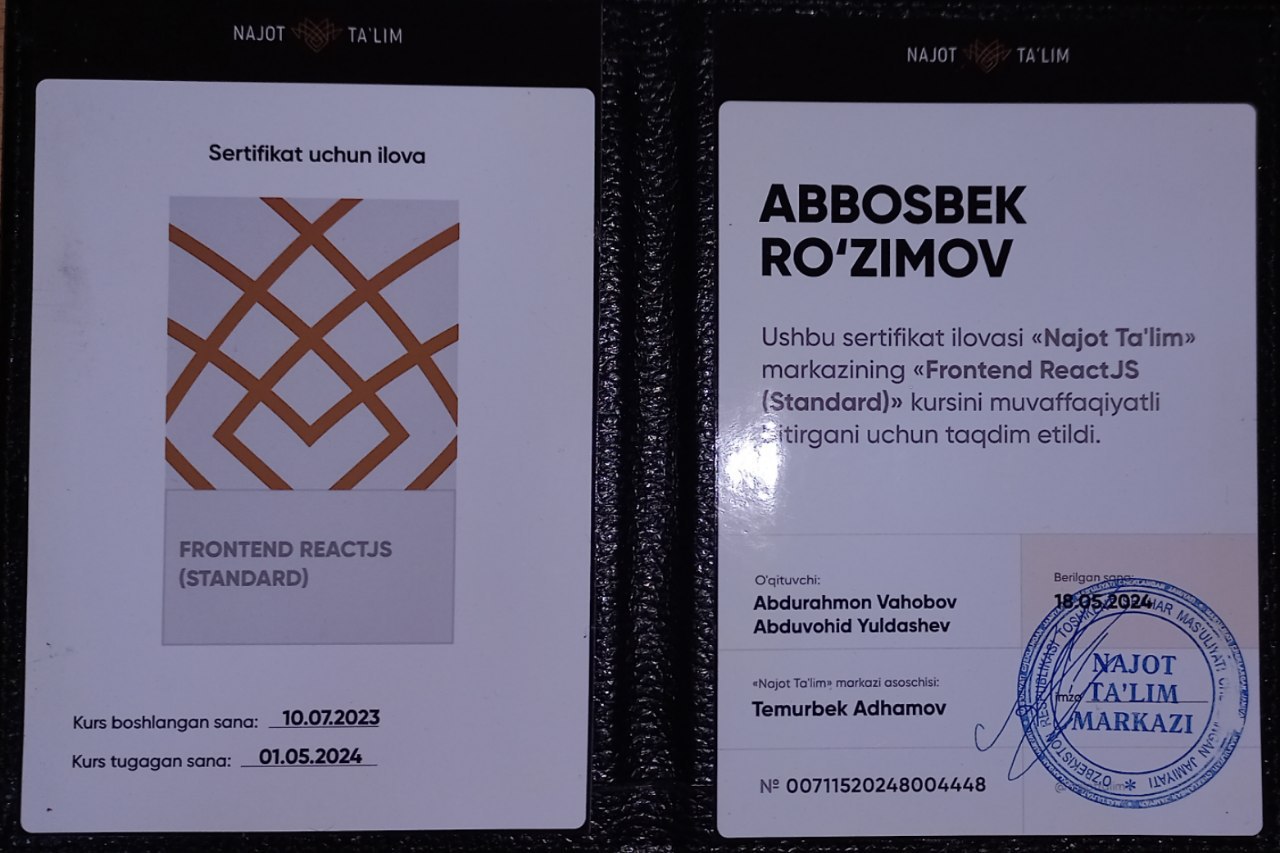 NAJOT TA'LIM
Sertifikat uchun ilova
FRONTEND REACTJS
(STANDARD)
Kurs boshlangan sana: 10.07.2023
Kurs tugagan sana: 01.05.2024
NAJOT TA'LIM
ABBOSBEK
RO‘ZIMOV
Ushbu sertifikat ilovasi «Najot Ta'lim»
markazining «Frontend ReactJS
(Standard)» kursini muvaffaqiyatli
bitirgani uchun taqdim etildi.
O'qituvchi:
Abdurahmon Vahobov
Abduvohid Yuldashev
Berilgan sana:
18.05.2024
«Najot Ta'lim» markazi asoschisi:
Temurbek Adhamov
imzo
NAJOT
TA'LIM
MARKAZI
O'ZBEKISTON RESPUBLIKASI
MAS'ULIYATI
JAMIYATI
№ 00711520248004448